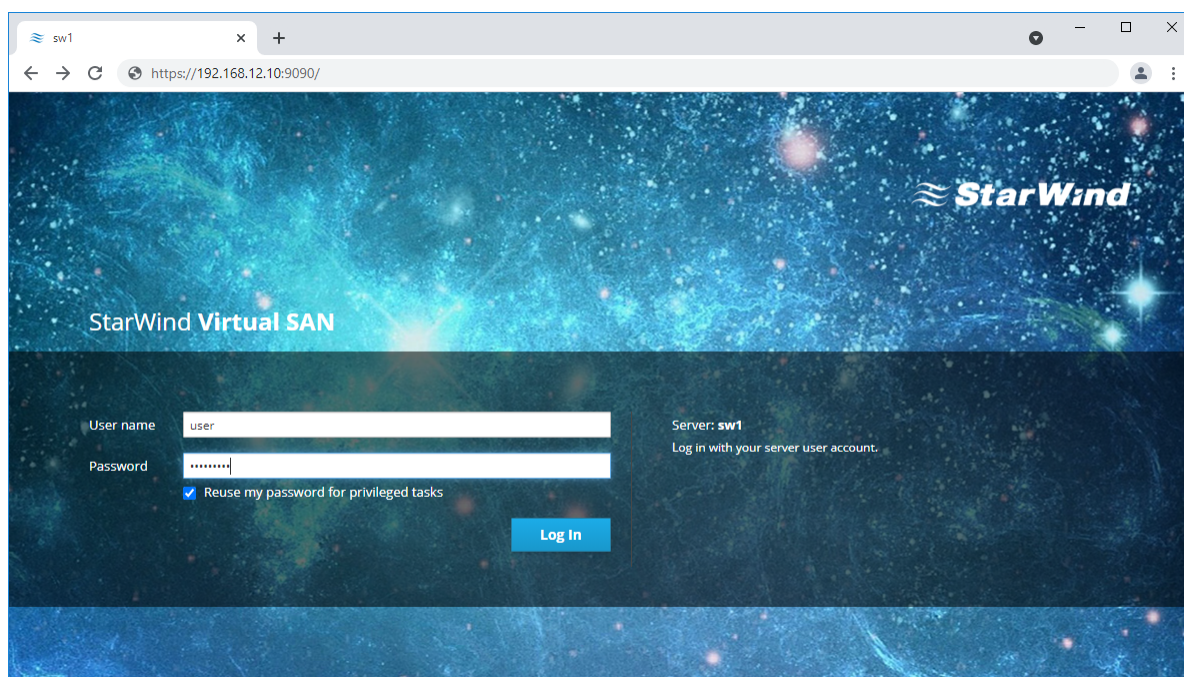 sw1
https://192.168.12.10:9090/
StarWind
StarWind Virtual SAN
User name
user
Server: sw1
Log in with your server user account.
Password
•••••••••
Reuse my password for privileged tasks
Log In